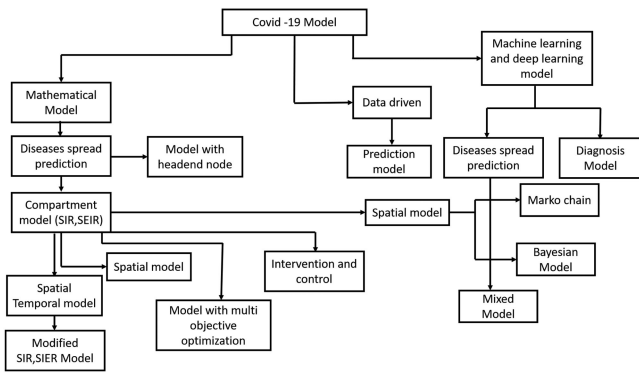 Covid -19 Model
Machine learning
and deep learning
model
Mathematical
Model
Data driven
Diseases spread
prediction
Model with
headend node
Prediction
model
Diseases spread
prediction
Diagnosis
Model
Compartment
model (SIR,SEIR)
Spatial model
Marko chain
Spatial model
Intervention and
control
Bayesian
Model
Spatial
Temporal model
Model with multi
objective
optimization
Mixed
Model
Modified
SIR,SIER Model